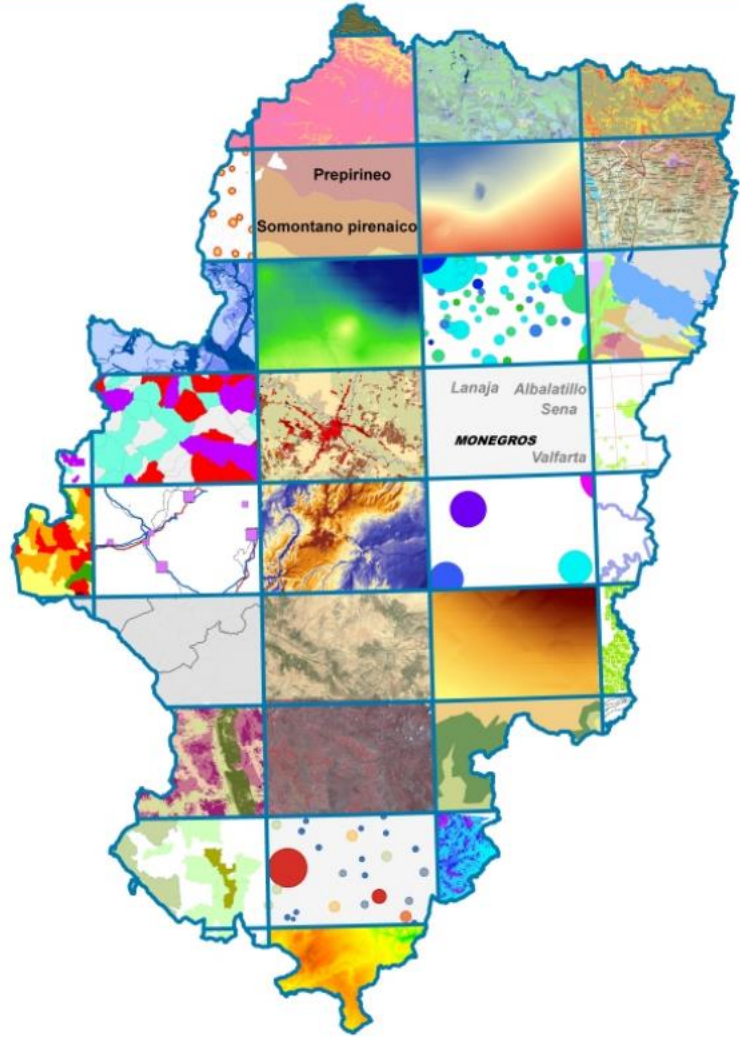 Prepirineo
Somontano pirenaico
Lanaja Albalatillo
Sena
MONEGROS
Valfarta